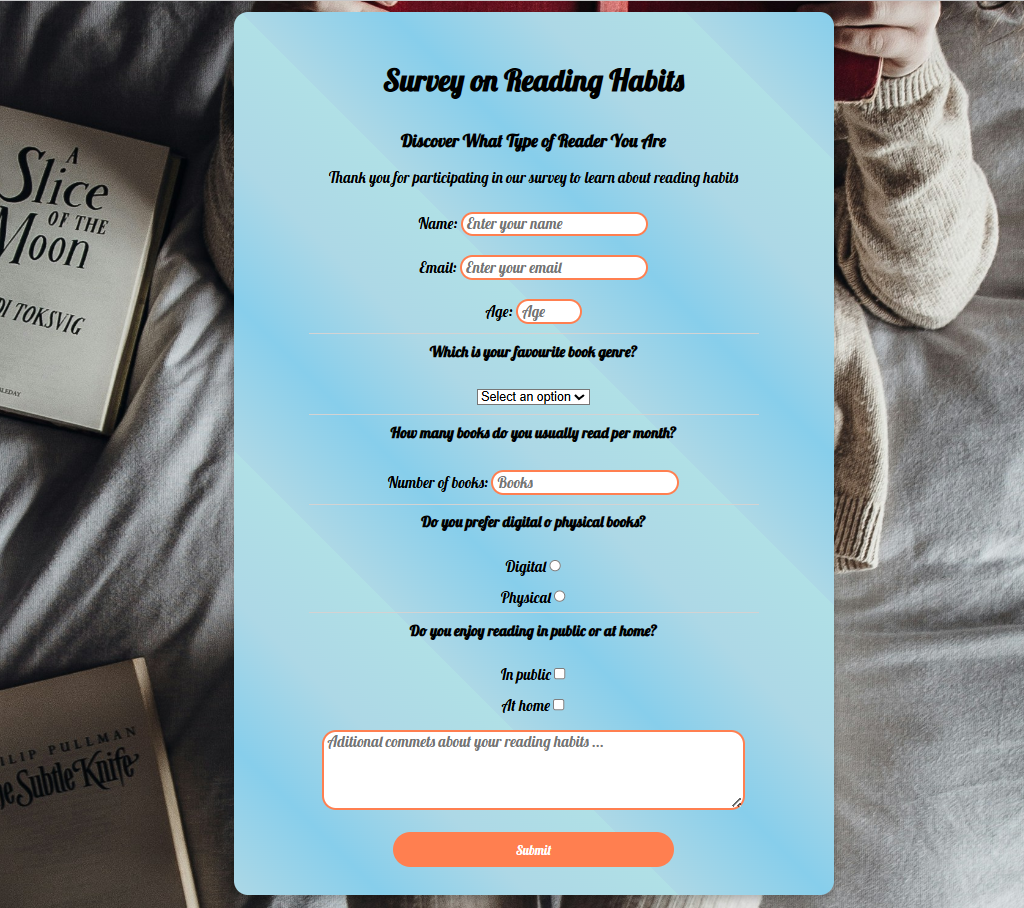 Survey on Reading Habits
Discover What Type of Reader You Are
Thank you for participating in our survey to learn about reading habits
Name: Enter your name
Email: Enter your email
Age: Age
Which is your favourite book genre?
Select an option
How many books do you usually read per month?
Number of books: Books
Do you prefer digital o physical books?
Digital
Physical
Do you enjoy reading in public or at home?
In public
At home
Aditional commets about your reading habits ...
Submit
A
Slice
OF THE
Moon
DI TOKSVIG
BLEDAY
ILIP PULLMAN
e Subtle Knife